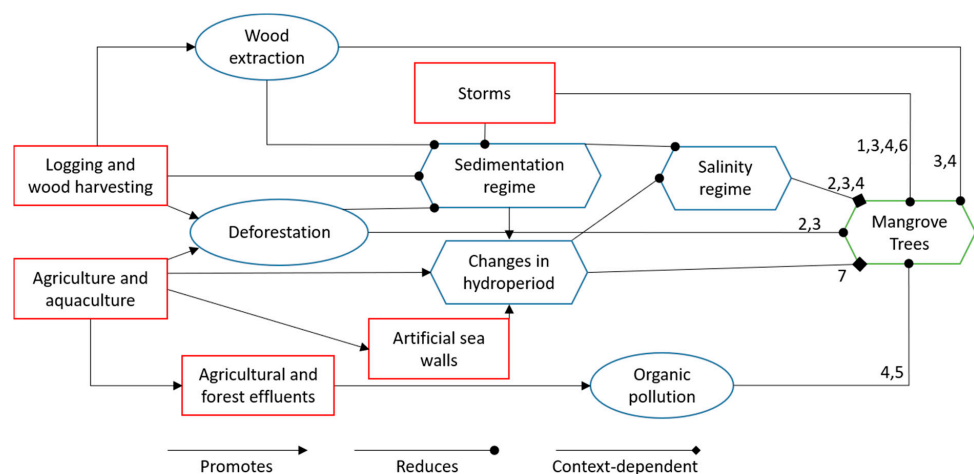 Wood
extraction
Storms
Logging and
wood harvesting
Sedimentation
regime
Salinity
regime
1,3,4,6
3,4
2,3,4
Deforestation
2,3
Mangrove
Trees
Agriculture and
aquaculture
Changes in
hydroperiod
7
Artificial sea
walls
Agricultural and
forest effluents
Organic
pollution
4,5
Promotes
Reduces
Context-dependent